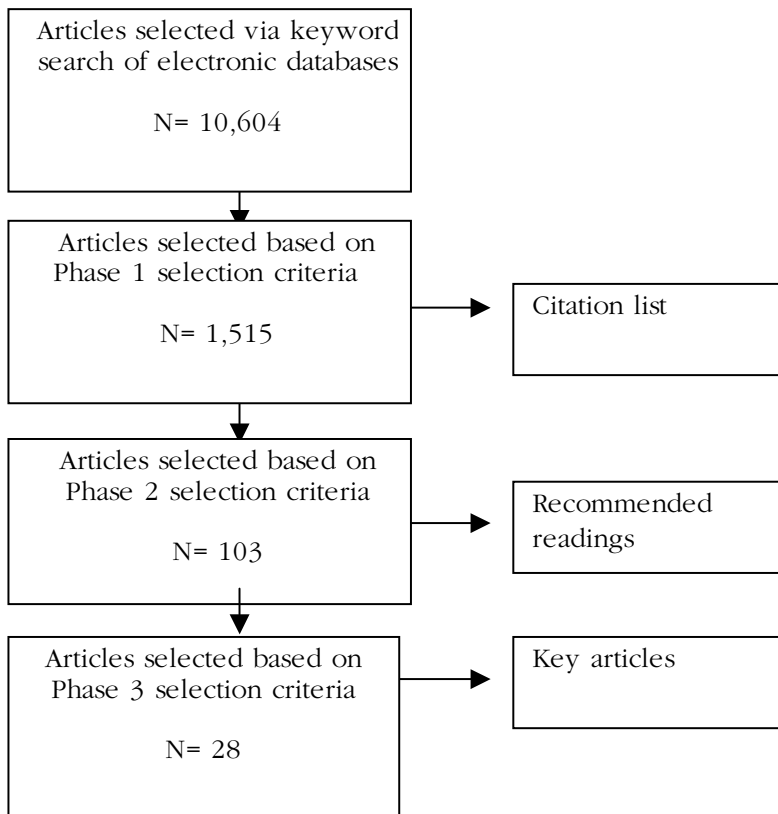 Articles selected via keyword
search of electronic databases
N= 10,604
Articles selected based on
Phase 1 selection criteria
N= 1,515
Citation list
Articles selected based on
Phase 2 selection criteria
N= 103
Recommended
readings
Articles selected based on
Phase 3 selection criteria
N= 28
Key articles